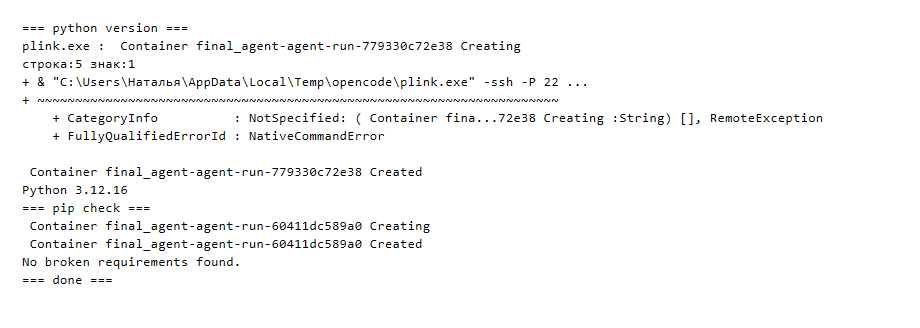 === python version ===
plink.exe :  Container final_agent-agent-run-779330c72e38 Creating
строка:5 знак:1
+ & "C:\Users\Наталья\AppData\Local\Temp\opencode\plink.exe" -ssh -P 22 ...
+ ~~~~~~~~~~~~~~~~~~~~~~~~~~~~~~~~~~~~~~~~~~~~~~~~~~~~~~~~~~~~~~~~~~~~~
    + CategoryInfo          : NotSpecified: ( Container fina...72e38 Creating :String) [], RemoteException
    + FullyQualifiedErrorId : NativeCommandError

 Container final_agent-agent-run-779330c72e38 Created
Python 3.12.16
=== pip check ===
 Container final_agent-agent-run-60411dc589a0 Creating
 Container final_agent-agent-run-60411dc589a0 Created
No broken requirements found.
=== done ===